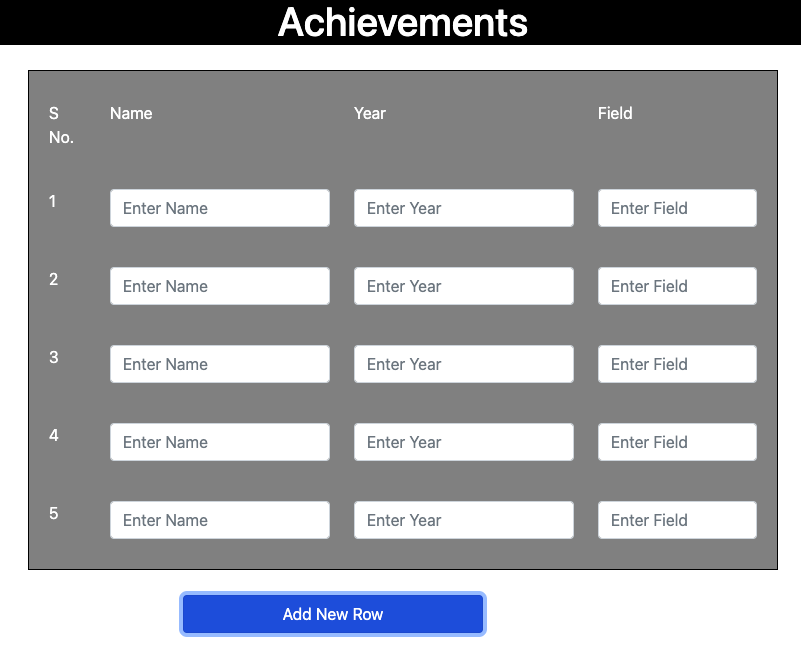 Achievements
S No. Name Year Field
1 Enter Name Enter Year Enter Field
2 Enter Name Enter Year Enter Field
3 Enter Name Enter Year Enter Field
4 Enter Name Enter Year Enter Field
5 Enter Name Enter Year Enter Field
Add New Row